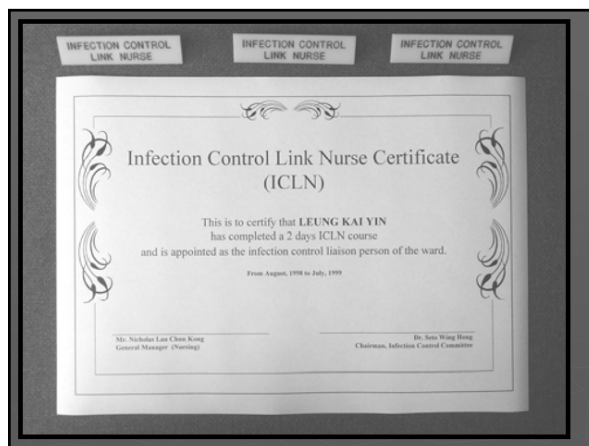 INFECTION CONTROL
LINK NURSE
INFECTION CONTROL
LINK NURSE
INFECTION CONTROL
LINK NURSE
Infection Control Link Nurse Certificate
(ICLN)
This is to certify that LEUNG KAI YIN
has completed a 2 days ICLN course
and is appointed as the infection control liaison person of the ward.
From August, 1998 to July, 1999
Mr. Nicholas Lau Chun Kong
General Manager (Nursing)
Dr. Seto Wing Hong
Chairman, Infection Control Committee